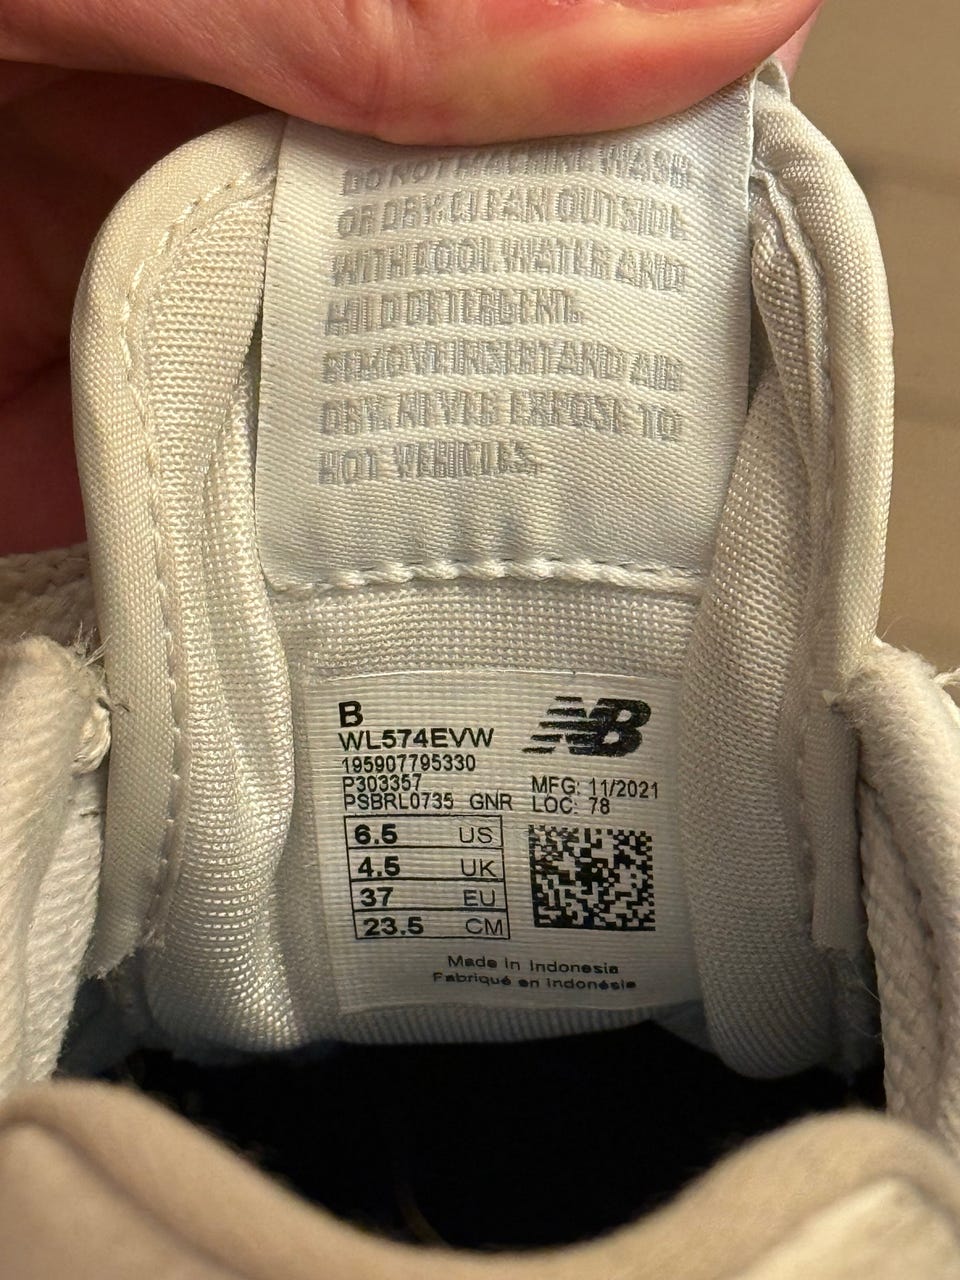 DO NOT MACHINE WASH
OR DRY. CLEAN OUTSIDE
WITH COOL WATER AND
MILD DETERGENT.
REMOVE INSERT AND AIR
DRY. NEVER EXPOSE TO
HOT VEHICLES.
B
WL574EVW
NB
195907795330
P303357
MFG: 11/2021
PSBRL0735 GNR
LOC: 78
6.5 US
4.5 UK
37 EU
23.5 CM
Made in Indonesia
Fabriqué en Indonésie